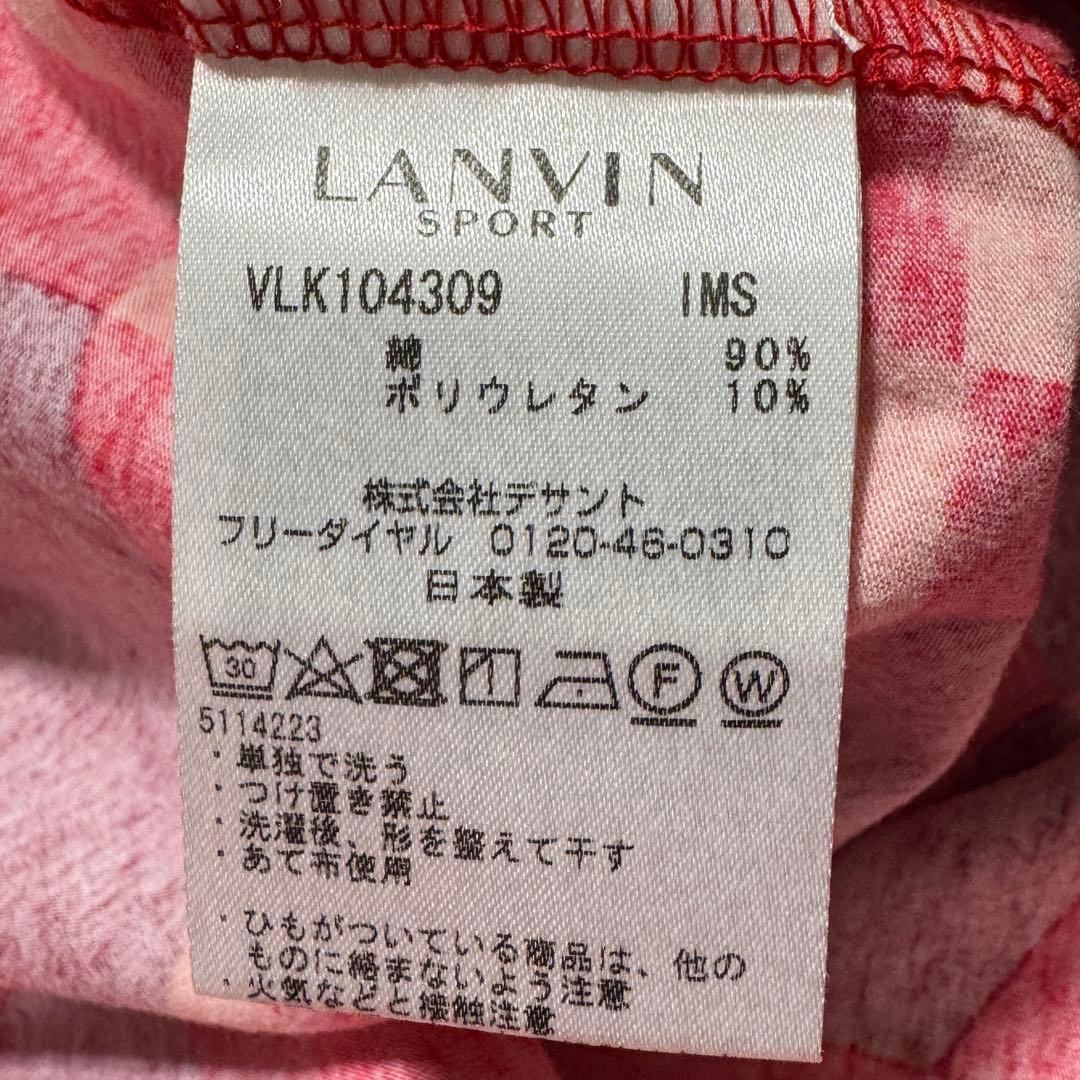 LANVIN
SPORT
VLK104309 IMS
綿 90%
ポリウレタン 10%
株式会社デサント
フリーダイヤル 0120-46-0310
日本製
30 F W
5114223
・単独で洗う
・つけ置き禁止
・洗濯後、形を整えて干す
・あて布使用
・ひもがついている商品は、他の
ものに絡まないよう注意
・火気などと接触注意